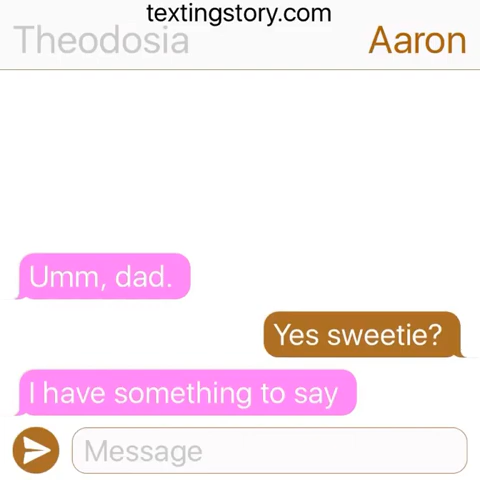 textingstory.com
Theodosia Aaron
Umm, dad.
Yes sweetie?
I have something to say
Message